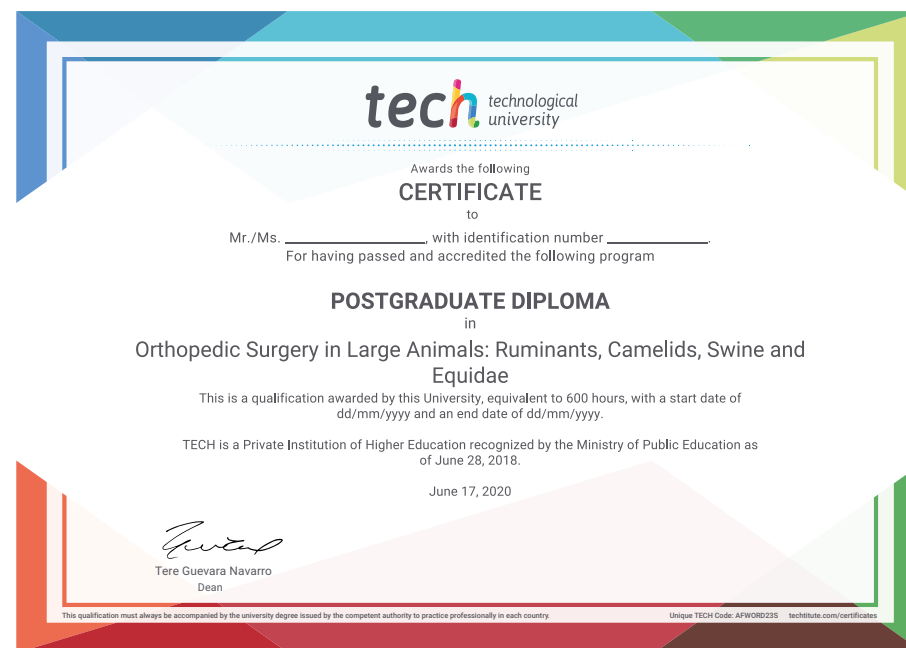 tech technological
university
Awards the following
CERTIFICATE
to
Mr./Ms. ____________________, with identification number ______________.
For having passed and accredited the following program
POSTGRADUATE DIPLOMA
in
Orthopedic Surgery in Large Animals: Ruminants, Camelids, Swine and
Equidae
This is a qualification awarded by this University, equivalent to 600 hours, with a start date of
dd/mm/yyyy and an end date of dd/mm/yyyy.
TECH is a Private Institution of Higher Education recognized by the Ministry of Public Education as
of June 28, 2018.
June 17, 2020
Tere Guevara Navarro
Dean
This qualification must always be accompanied by the university degree issued by the competent authority to practice professionally in each country.
Unique TECH Code: AFWORD23S techtitute.com/certificates